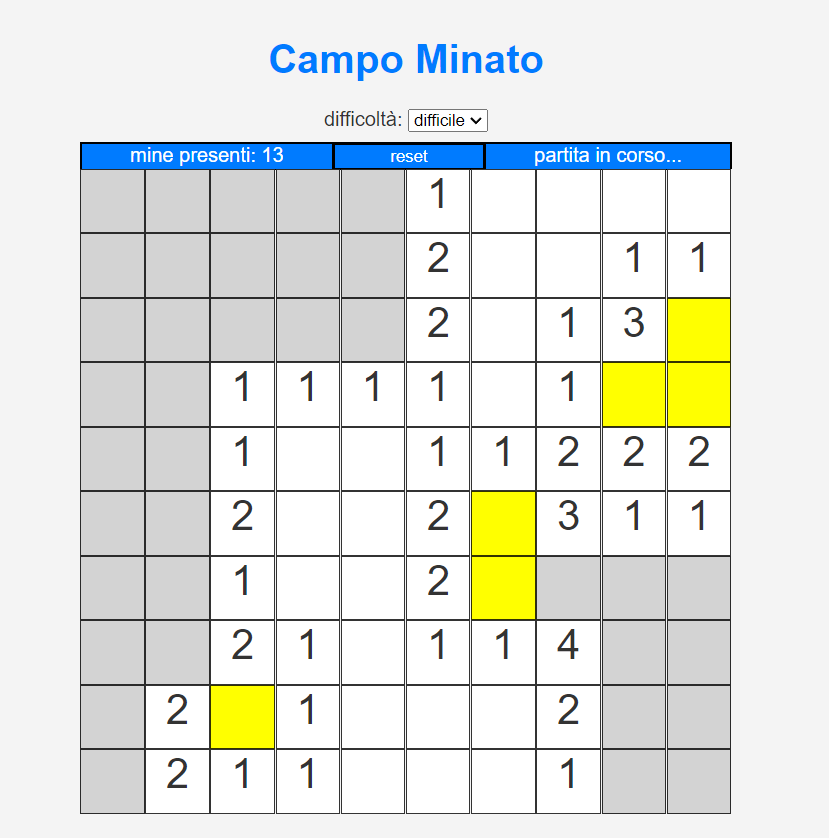 Campo Minato
difficoltà: difficile
mine presenti: 13 reset partita in corso...
1
2 1 1
2 1 3
1 1 1 1 1
1 1 1 2 2 2
2 2 3 1 1
1 2
2 1 1 1 4
2 1 2
2 1 1 1